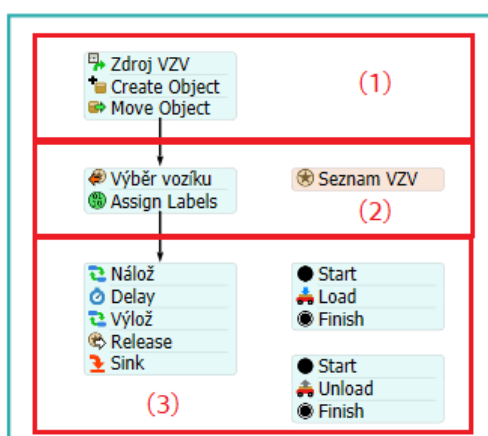 Zdroj VZV
Create Object
Move Object
(1)
Výběr vozíku
Assign Labels
Seznam VZV
(2)
Nálož
Delay
Výlož
Release
Sink
Start
Load
Finish
Start
Unload
Finish
(3)